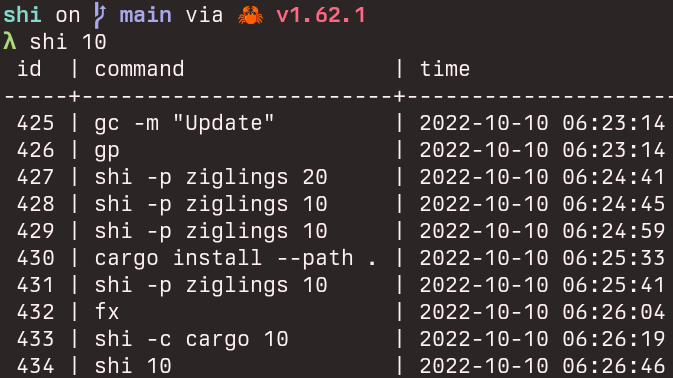 shi on main via 🦀 v1.62.1
λ shi 10
id | command | time
-----+------------------------+---------------------
425 | gc -m "Update" | 2022-10-10 06:23:14
426 | gp | 2022-10-10 06:23:14
427 | shi -p ziglings 20 | 2022-10-10 06:24:41
428 | shi -p ziglings 10 | 2022-10-10 06:24:45
429 | shi -p ziglings 10 | 2022-10-10 06:24:59
430 | cargo install --path . | 2022-10-10 06:25:33
431 | shi -p ziglings 10 | 2022-10-10 06:25:41
432 | fx | 2022-10-10 06:26:04
433 | shi -c cargo 10 | 2022-10-10 06:26:19
434 | shi 10 | 2022-10-10 06:26:46